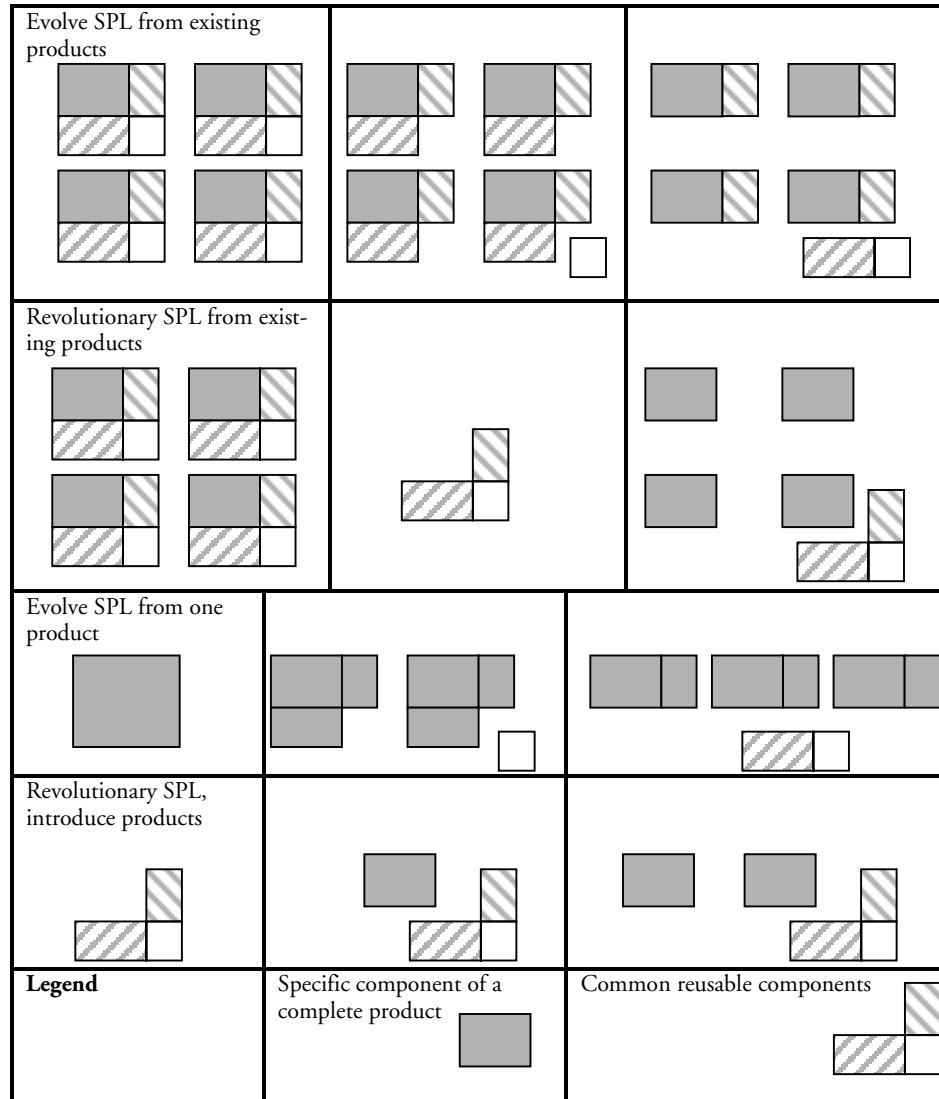 Evolve SPL from existing
products
Revolutionary SPL from exist-
ing products
Evolve SPL from one
product
Revolutionary SPL,
introduce products
Legend
Specific component of a
complete product
Common reusable components